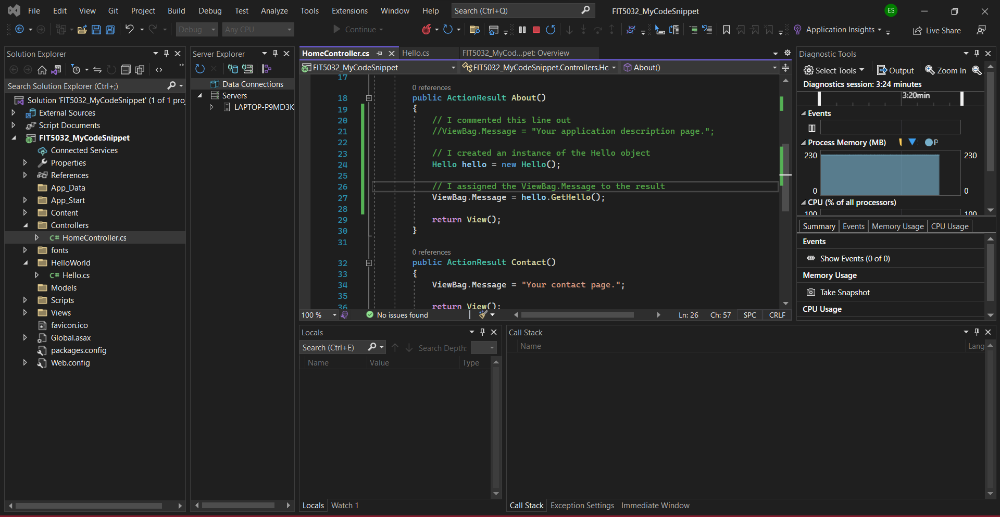 File Edit View Git Project Build Debug Test Analyze Tools Extensions Window Help Search (Ctrl+Q) FIT5032_MyCodeSnippet ES
Debug Any CPU Continue Application Insights Live Share
Solution Explorer
Search Solution Explorer (Ctrl+;)
Solution 'FIT5032_MyCodeSnippet' (1 of 1 proj
External Sources
Script Documents
FIT5032_MyCodeSnippet
Connected Services
Properties
References
App_Data
App_Start
Content
Controllers
C# HomeController.cs
fonts
HelloWorld
C# Hello.cs
Models
Scripts
Views
favicon.ico
Global.asax
packages.config
Web.config
Server Explorer
Data Connections
Servers
LAPTOP-P9MD3K
HomeController.cs Hello.cs FIT5032_MyCod...pet: Overview
FIT5032_MyCodeSnippet FIT5032_MyCodeSnippet.Controllers.Hc About()
17
0 references
18 public ActionResult About()
19 {
20 // I commented this line out
21 //ViewBag.Message = "Your application description page.";
22
23 // I created an instance of the Hello object
24 Hello hello = new Hello();
25
26 // I assigned the ViewBag.Message to the result
27 ViewBag.Message = hello.GetHello();
28
29 return View();
30 }
31
0 references
32 public ActionResult Contact()
33 {
34 ViewBag.Message = "Your contact page.";
35
36 return View();
100 % No issues found Ln: 26 Ch: 57 SPC CRLF
Diagnostic Tools
Select Tools Output Zoom In
Diagnostics session: 3:24 minutes
3:20min
Events
Process Memory (MB) P
230 230
0 0
CPU (% of all processors)
100 100
Summary Events Memory Usage CPU Usage
Events
Show Events (0 of 0)
Memory Usage
Take Snapshot
CPU Usage
Locals
Search (Ctrl+E) Search Depth:
Name Value Type
Locals Watch 1
Call Stack
Name Lang
Call Stack Exception Settings Immediate Window